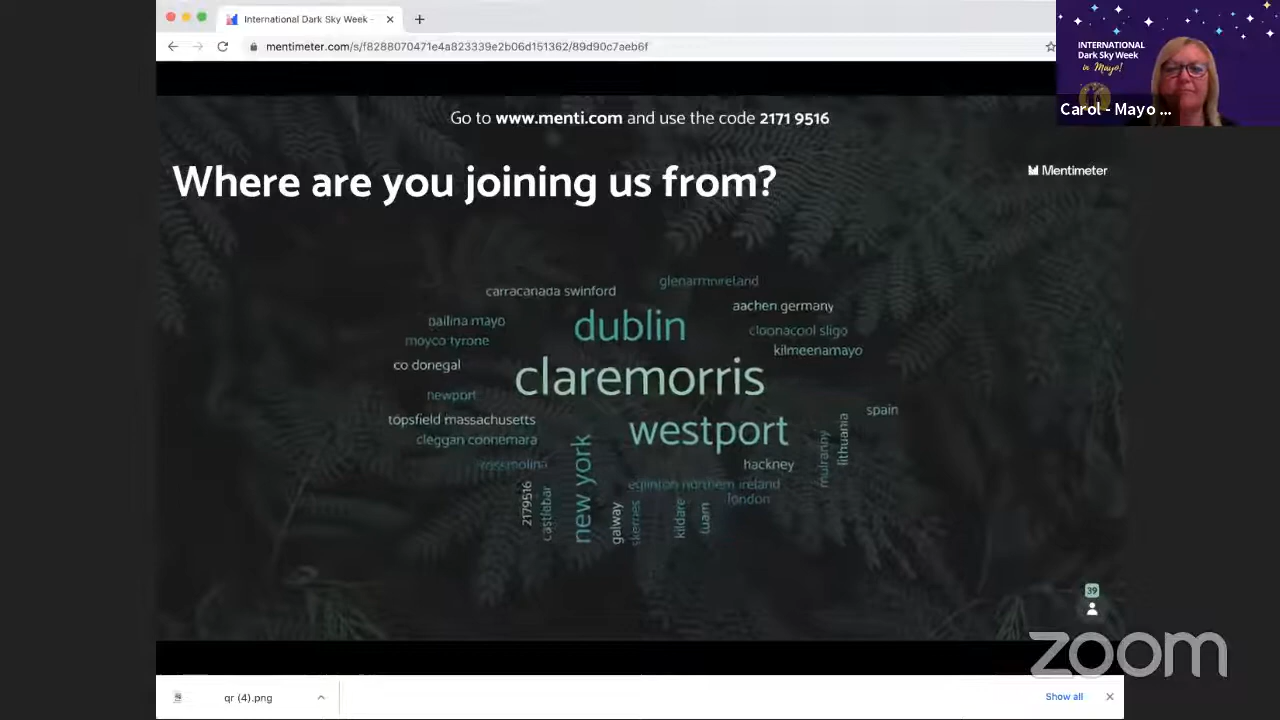 International Dark Sky Week -
mentimeter.com/s/f8288070471e4a823339e2b06d151362/89d90c7aeb6f
INTERNATIONAL
Dark Sky Week
in Mayo!
Carol - Mayo ...
Go to www.menti.com and use the code 2171 9516
Where are you joining us from?
Mentimeter
glenarmireland
carracanada swinford
aachen germany
dublin
cloonacool sligo
moyco tyrone
kilmeenamayo
co donegal
claremorris
newport
spain
topsfield massachusetts
westport
cleggan connemara
new york
mulranny
lithuania
rossmolina
hackney
eglinton northern ireland
london
2179516
castlebar
galway
skerries
kildare
tuam
39
zoom
qr (4).png
Show all